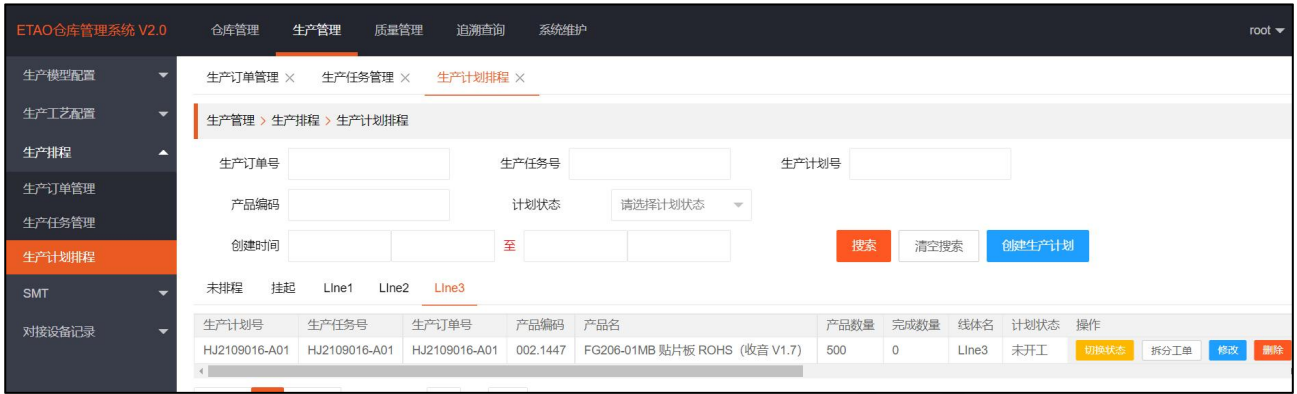 ETAO仓库管理系统 V2.0 仓库管理 生产管理 质量管理 追溯查询 系统维护 root
生产模型配置
生产工艺配置
生产排程
生产订单管理
生产任务管理
生产计划排程
SMT
对接设备记录
生产订单管理 × 生产任务管理 × 生产计划排程 ×
生产管理 > 生产排程 > 生产计划排程
生产订单号 生产任务号 生产计划号
产品编码 计划状态 请选择计划状态
创建时间 至 搜索 清空搜索 创建生产计划
未排程 挂起 LIne1 LIne2 LIne3
生产计划号 生产任务号 生产订单号 产品编码 产品名 产品数量 完成数量 线体名 计划状态 操作
HJ2109016-A01 HJ2109016-A01 HJ2109016-A01 002.1447 FG206-01MB 贴片板 ROHS (收音 V1.7) 500 0 LIne3 未开工 切换状态 拆分工单 修改 删除